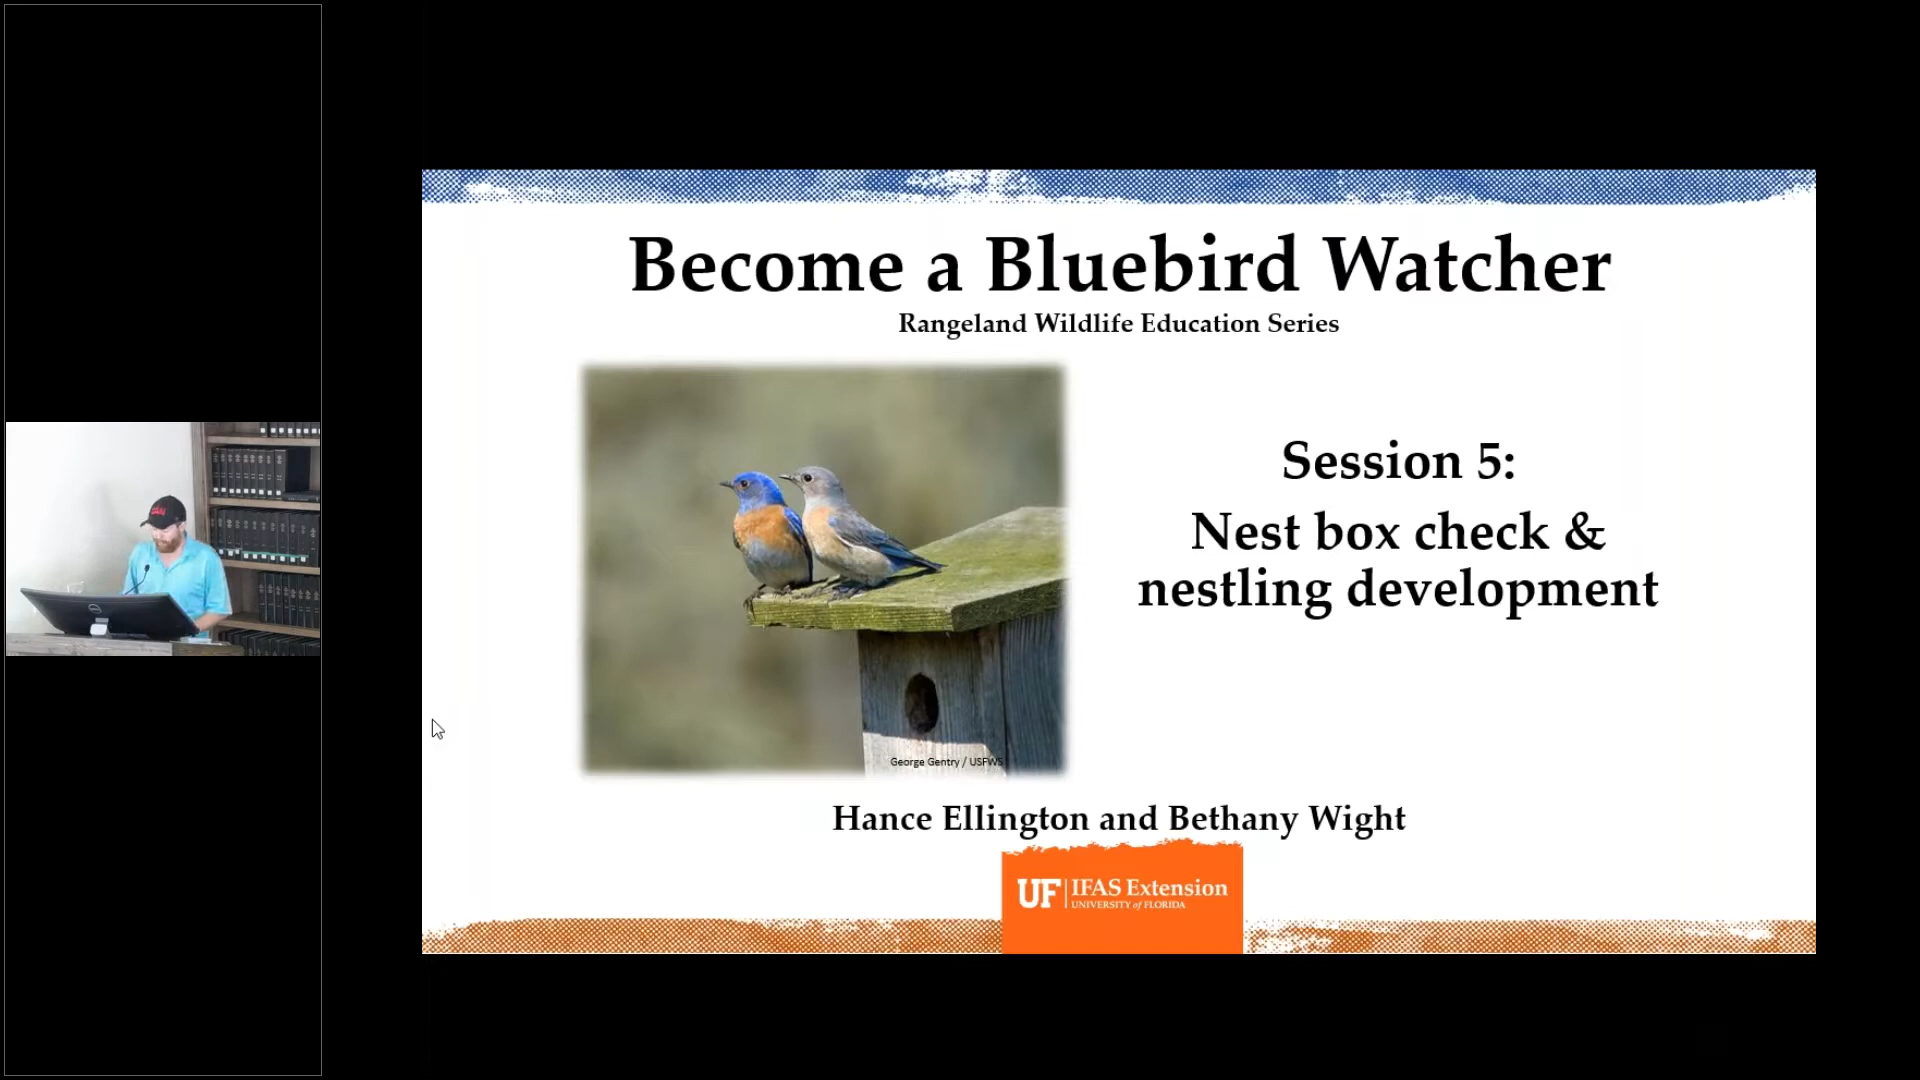 Become a Bluebird Watcher
Rangeland Wildlife Education Series
Session 5:
Nest box check &
nestling development
George Gentry / USFWS
Hance Ellington and Bethany Wight
UF | IFAS Extension
UNIVERSITY of FLORIDA